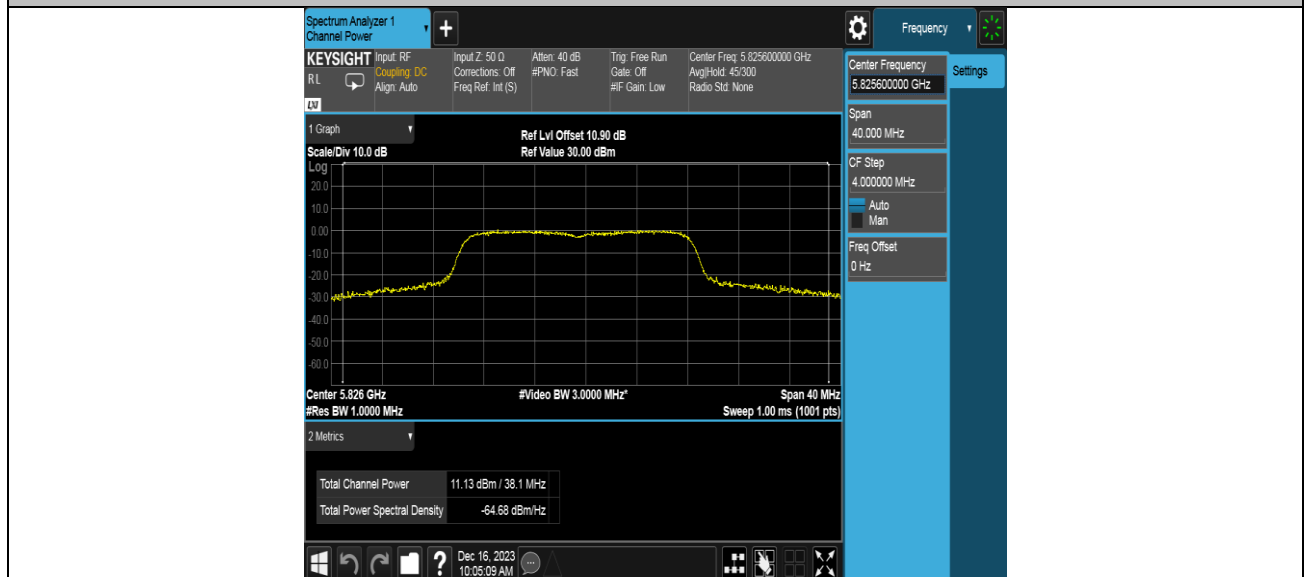 Spectrum Analyzer 1
Channel Power
+
Frequency
KEYSIGHT
RL
LXI
Input: RF
Coupling: DC
Align: Auto
Input Z: 50 Ω
Corrections: Off
Freq Ref: Int (S)
Atten: 40 dB
#PNO: Fast
Trig: Free Run
Gate: Off
#IF Gain: Low
Center Freq: 5.825600000 GHz
Avg|Hold: 45/300
Radio Std: None
Center Frequency
5.825600000 GHz
Settings
Span
40.000 MHz
CF Step
4.000000 MHz
Auto
Man
Freq Offset
0 Hz
1 Graph
Ref Lvl Offset 10.90 dB
Scale/Div 10.0 dB
Ref Value 30.00 dBm
Log
20.0
10.0
0.00
-10.0
-20.0
-30.0
-40.0
-50.0
-60.0
Center 5.826 GHz
#Video BW 3.0000 MHz*
Span 40 MHz
#Res BW 1.0000 MHz
Sweep 1.00 ms (1001 pts)
2 Metrics
Total Channel Power 11.13 dBm / 38.1 MHz
Total Power Spectral Density -64.68 dBm/Hz
?
Dec 16, 2023
10:05:09 AM